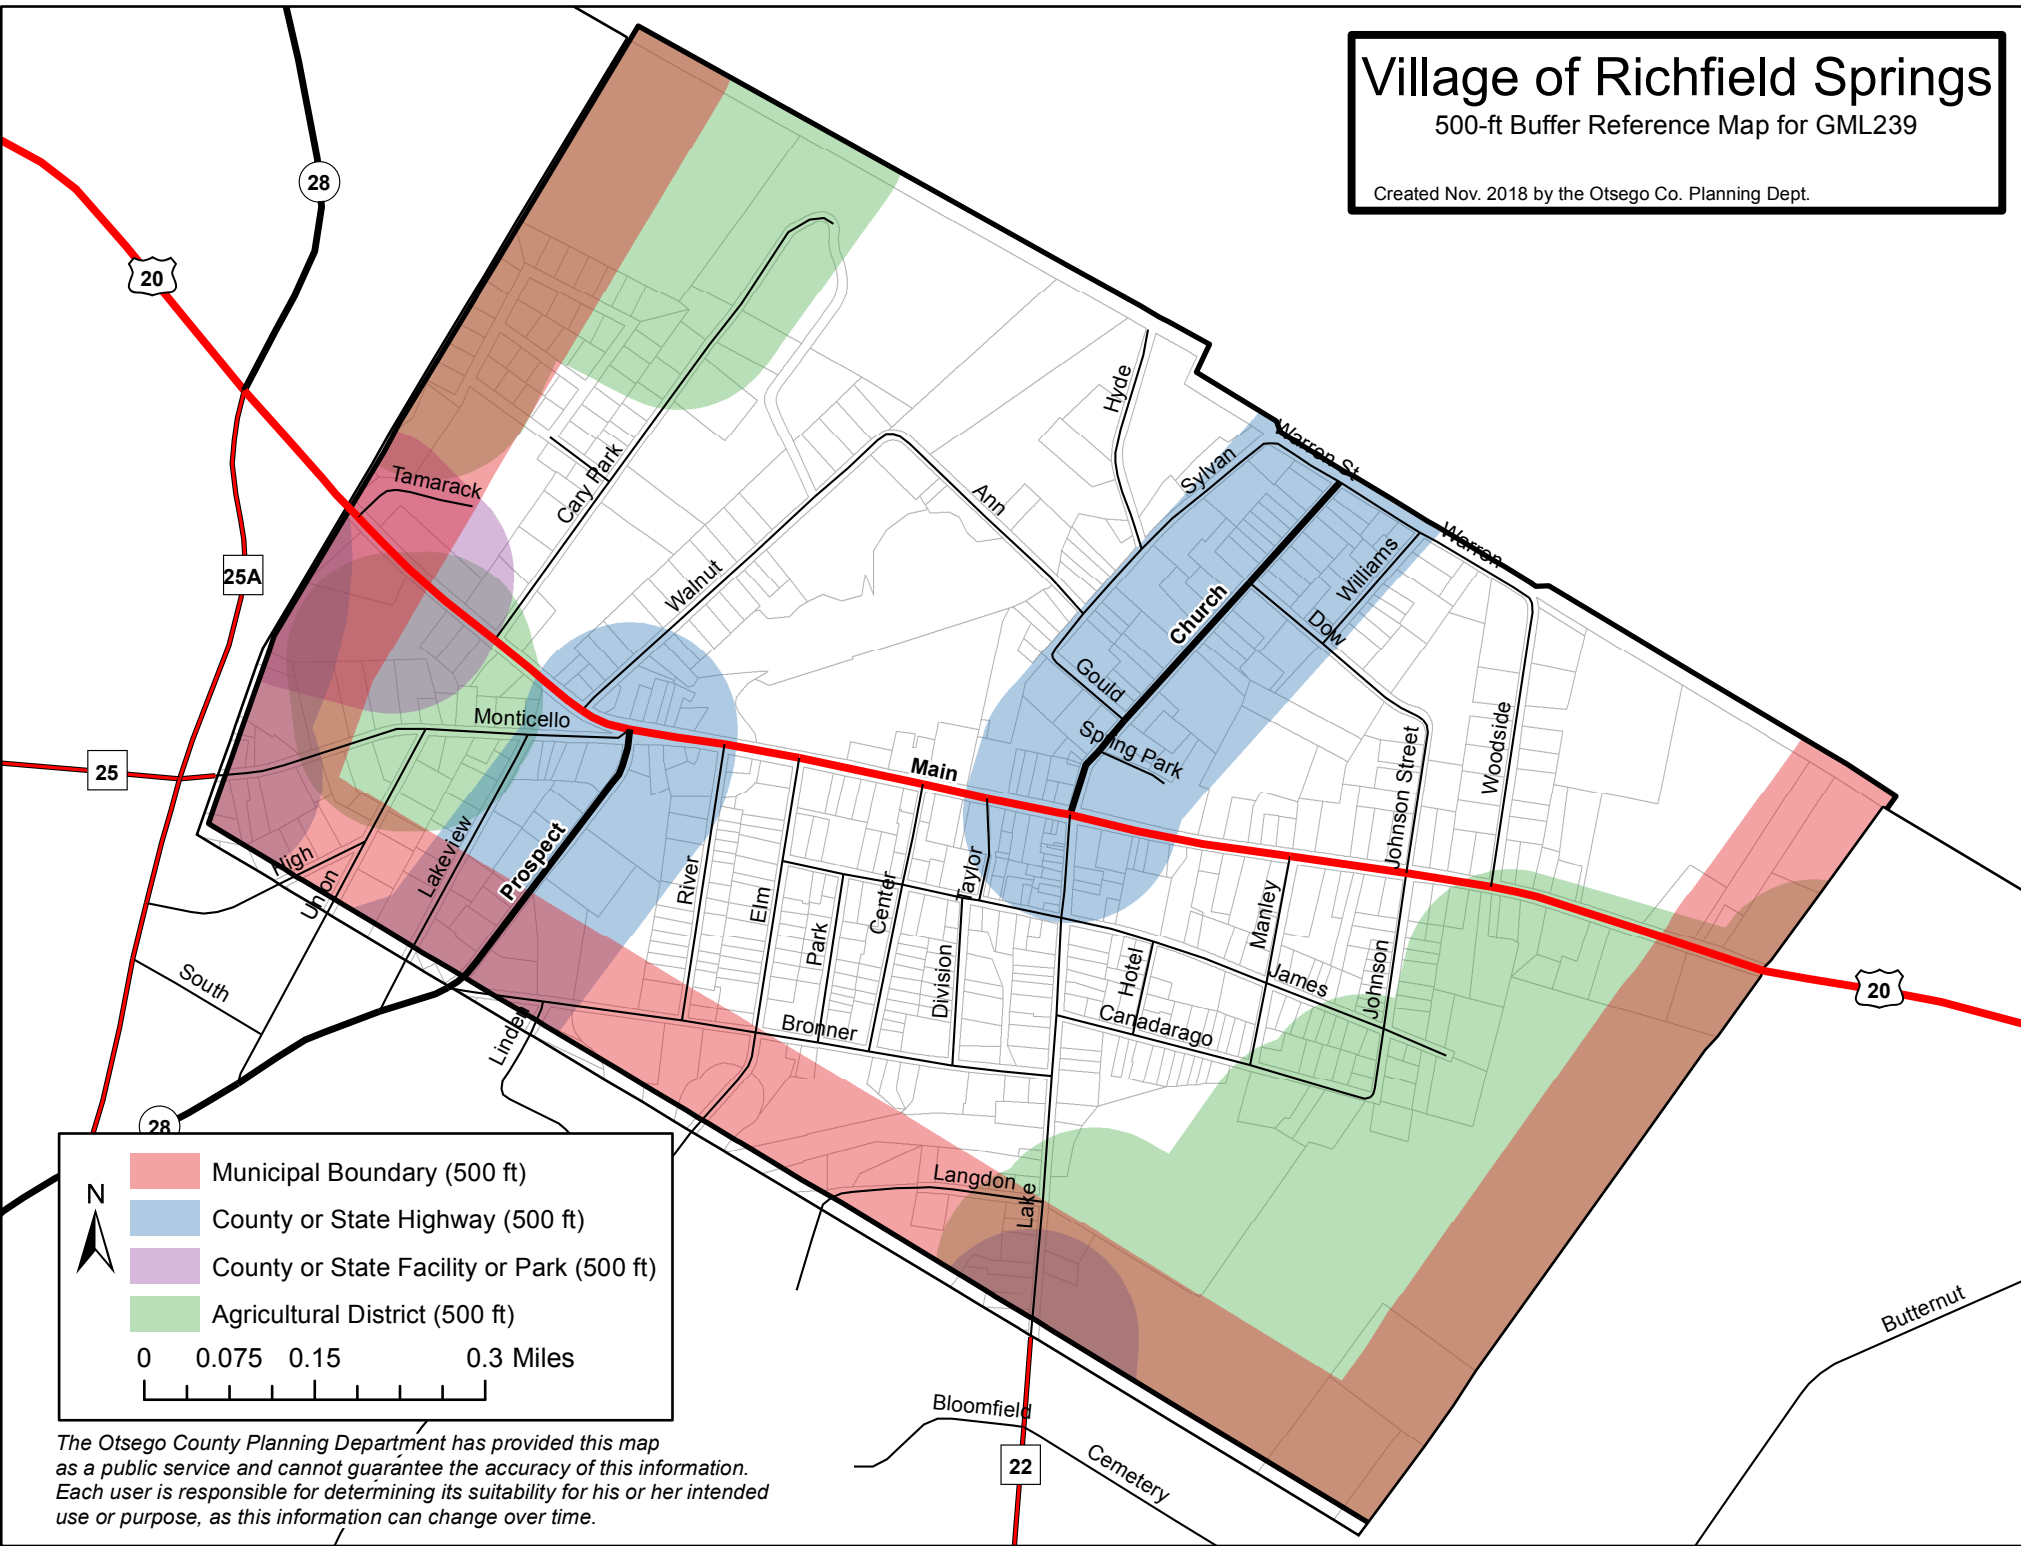 Village of Richfield Springs
500-ft Buffer Reference Map for GML239
Created Nov. 2018 by the Otsego Co. Planning Dept.
28
20
Hyde
Warren St
Sylvan
Tamarack
Cary Park
Ann
Warren
Williams
25A
Walnut
Church
Dow
Gould
Monticello
Spring Park
Woodside
25
Main
Johnson Street
Lakeview
Prospect
High
Union
River
Elm
Park
Center
Taylor
Division
Manley
Hotel
James
Johnson
South
20
Linden
Bronner
Canadarago
28
Langdon
Lake
Butternut
Bloomfield
Cemetery
22
N
Municipal Boundary (500 ft)
County or State Highway (500 ft)
County or State Facility or Park (500 ft)
Agricultural District (500 ft)
0 0.075 0.15 0.3 Miles
The Otsego County Planning Department has provided this map
as a public service and cannot guarantee the accuracy of this information.
Each user is responsible for determining its suitability for his or her intended
use or purpose, as this information can change over time.